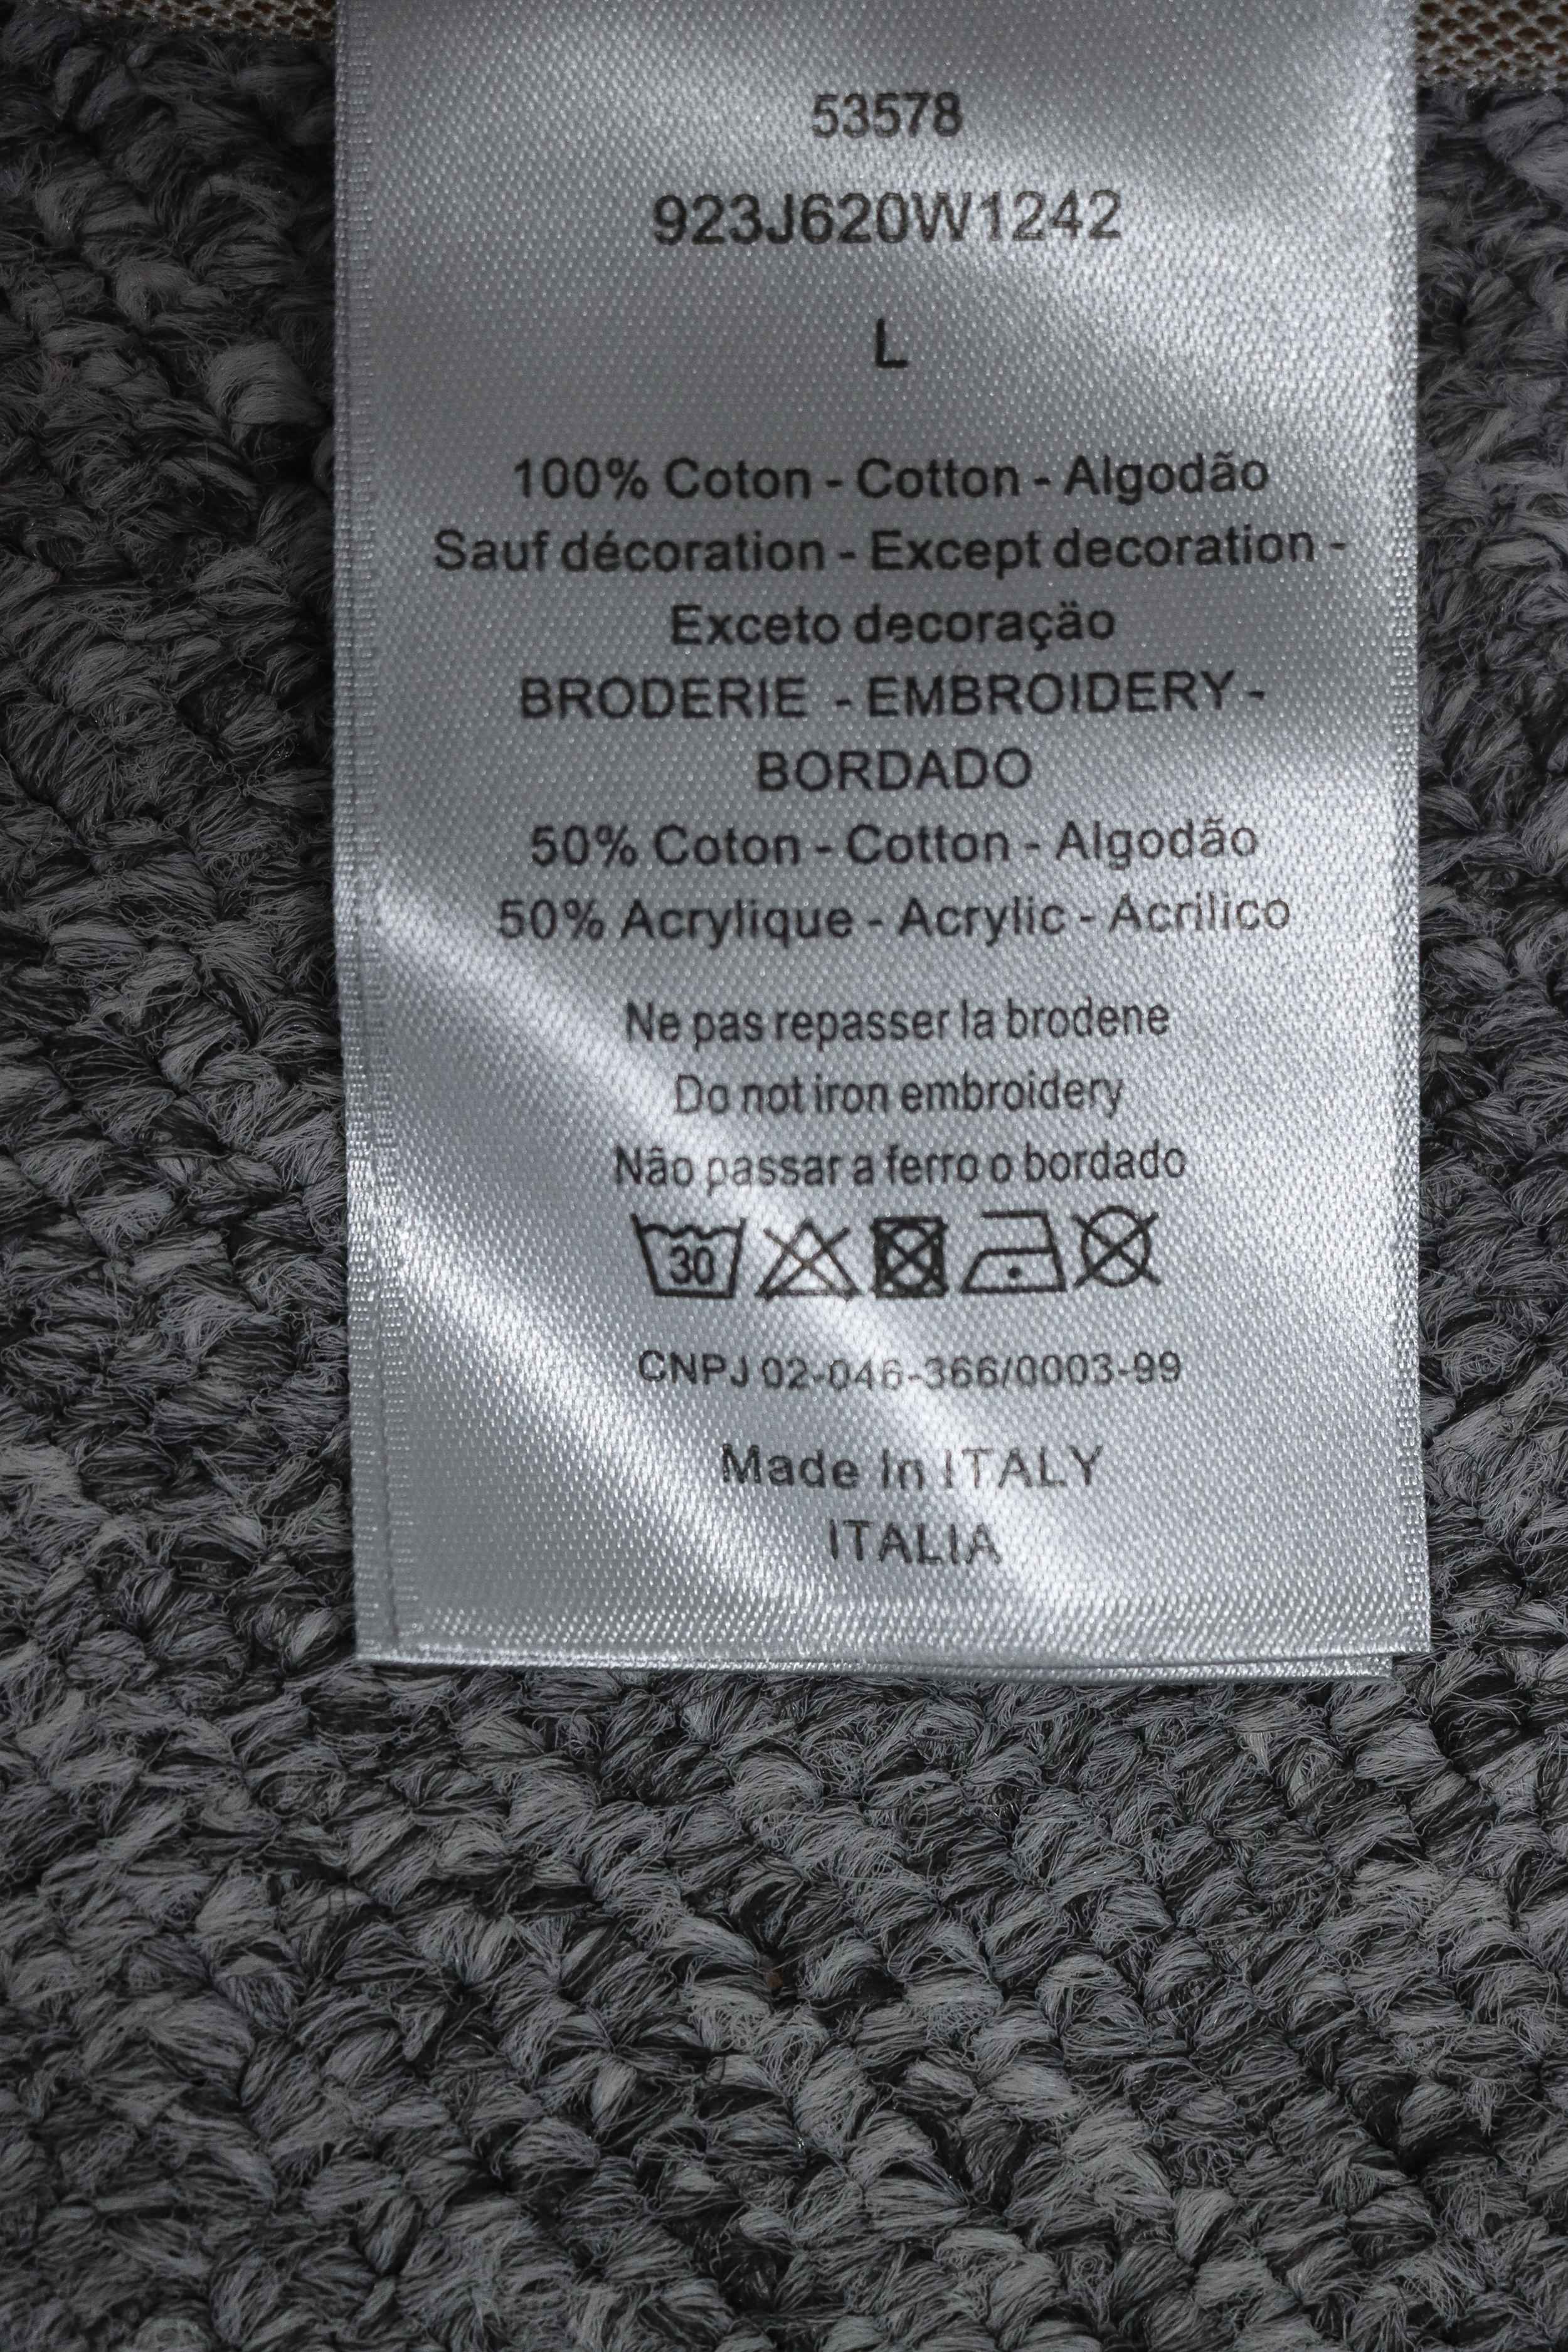 53578
923J620W1242
L
100% Coton - Cotton - Algodão
Sauf décoration - Except decoration -
Exceto decoraçäo
BRODERIE - EMBROIDERY -
BORDADO
50% Coton - Cotton - Algodão
50% Acrylique - Acrylic - Acrilico
Ne pas repasser la brodene
Do not iron embroidery
Não passar a ferro o bordado
30
CNPJ 02-046-366/0003-99
Made In ITALY
ITALIA